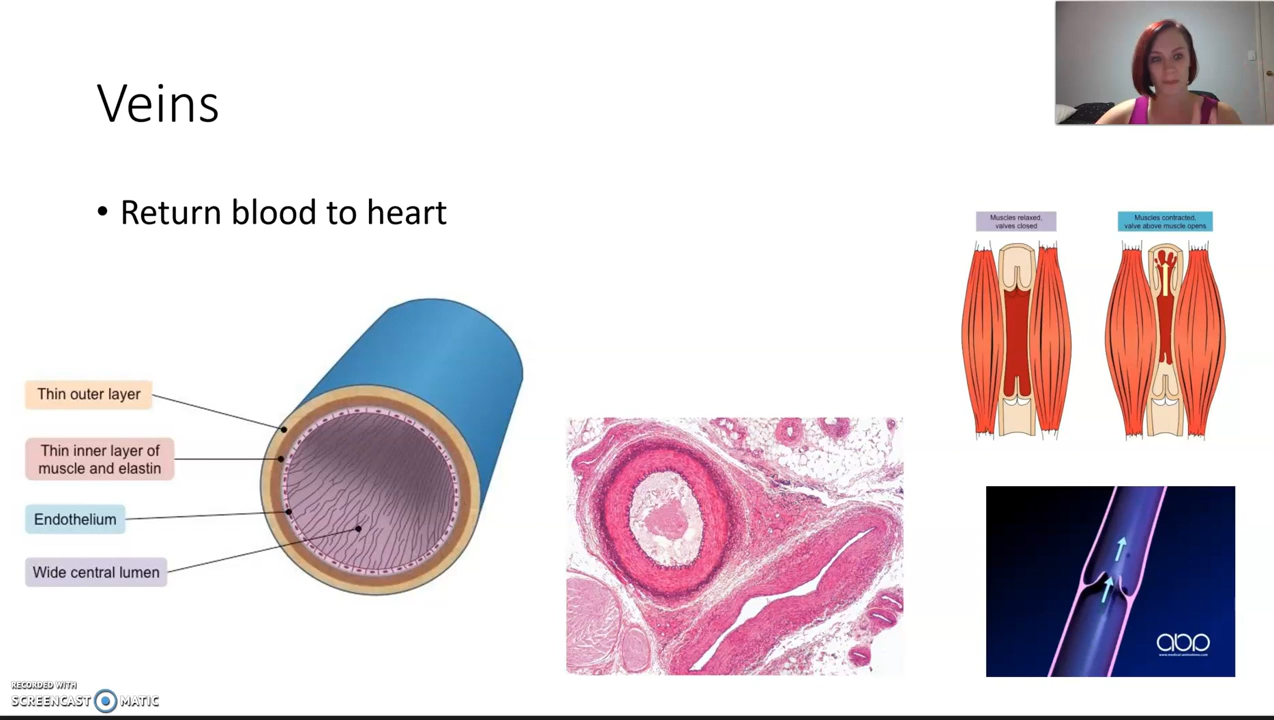 Veins
• Return blood to heart
Muscles relaxed,
valves closed
Muscles contracted,
valve above muscle opens
Thin outer layer
Thin inner layer of
muscle and elastin
Endothelium
Wide central lumen
abp
RECORDED WITH
SCREENCAST MATIC